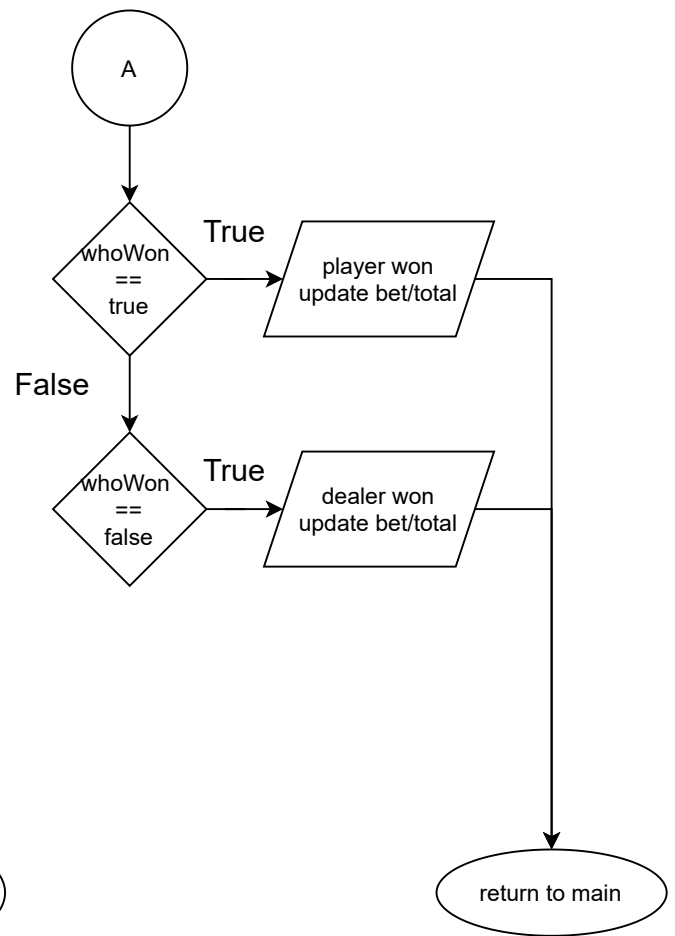 A
True
whoWon
==
true
player won
update bet/total
False
True
whoWon
==
false
dealer won
update bet/total
return to main